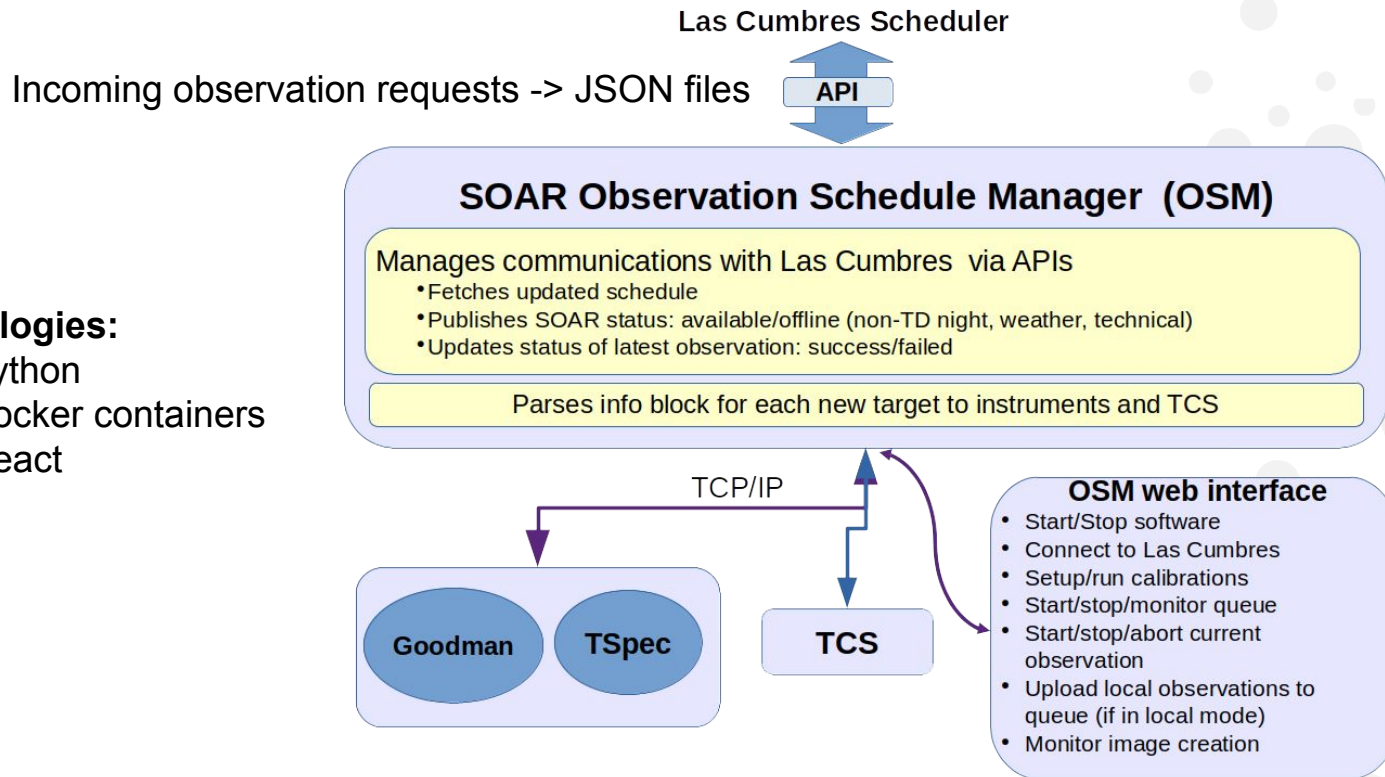 Las Cumbres Scheduler
Incoming observation requests -> JSON files
API
SOAR Observation Schedule Manager (OSM)
Manages communications with Las Cumbres via APIs
•Fetches updated schedule
•Publishes SOAR status: available/offline (non-TD night, weather, technical)
•Updates status of latest observation: success/failed
Parses info block for each new target to instruments and TCS
logies:
ython
ocker containers
eact
TCP/IP
Goodman
TSpec
TCS
OSM web interface
• Start/Stop software
• Connect to Las Cumbres
• Setup/run calibrations
• Start/stop/monitor queue
• Start/stop/abort current
observation
• Upload local observations to
queue (if in local mode)
• Monitor image creation